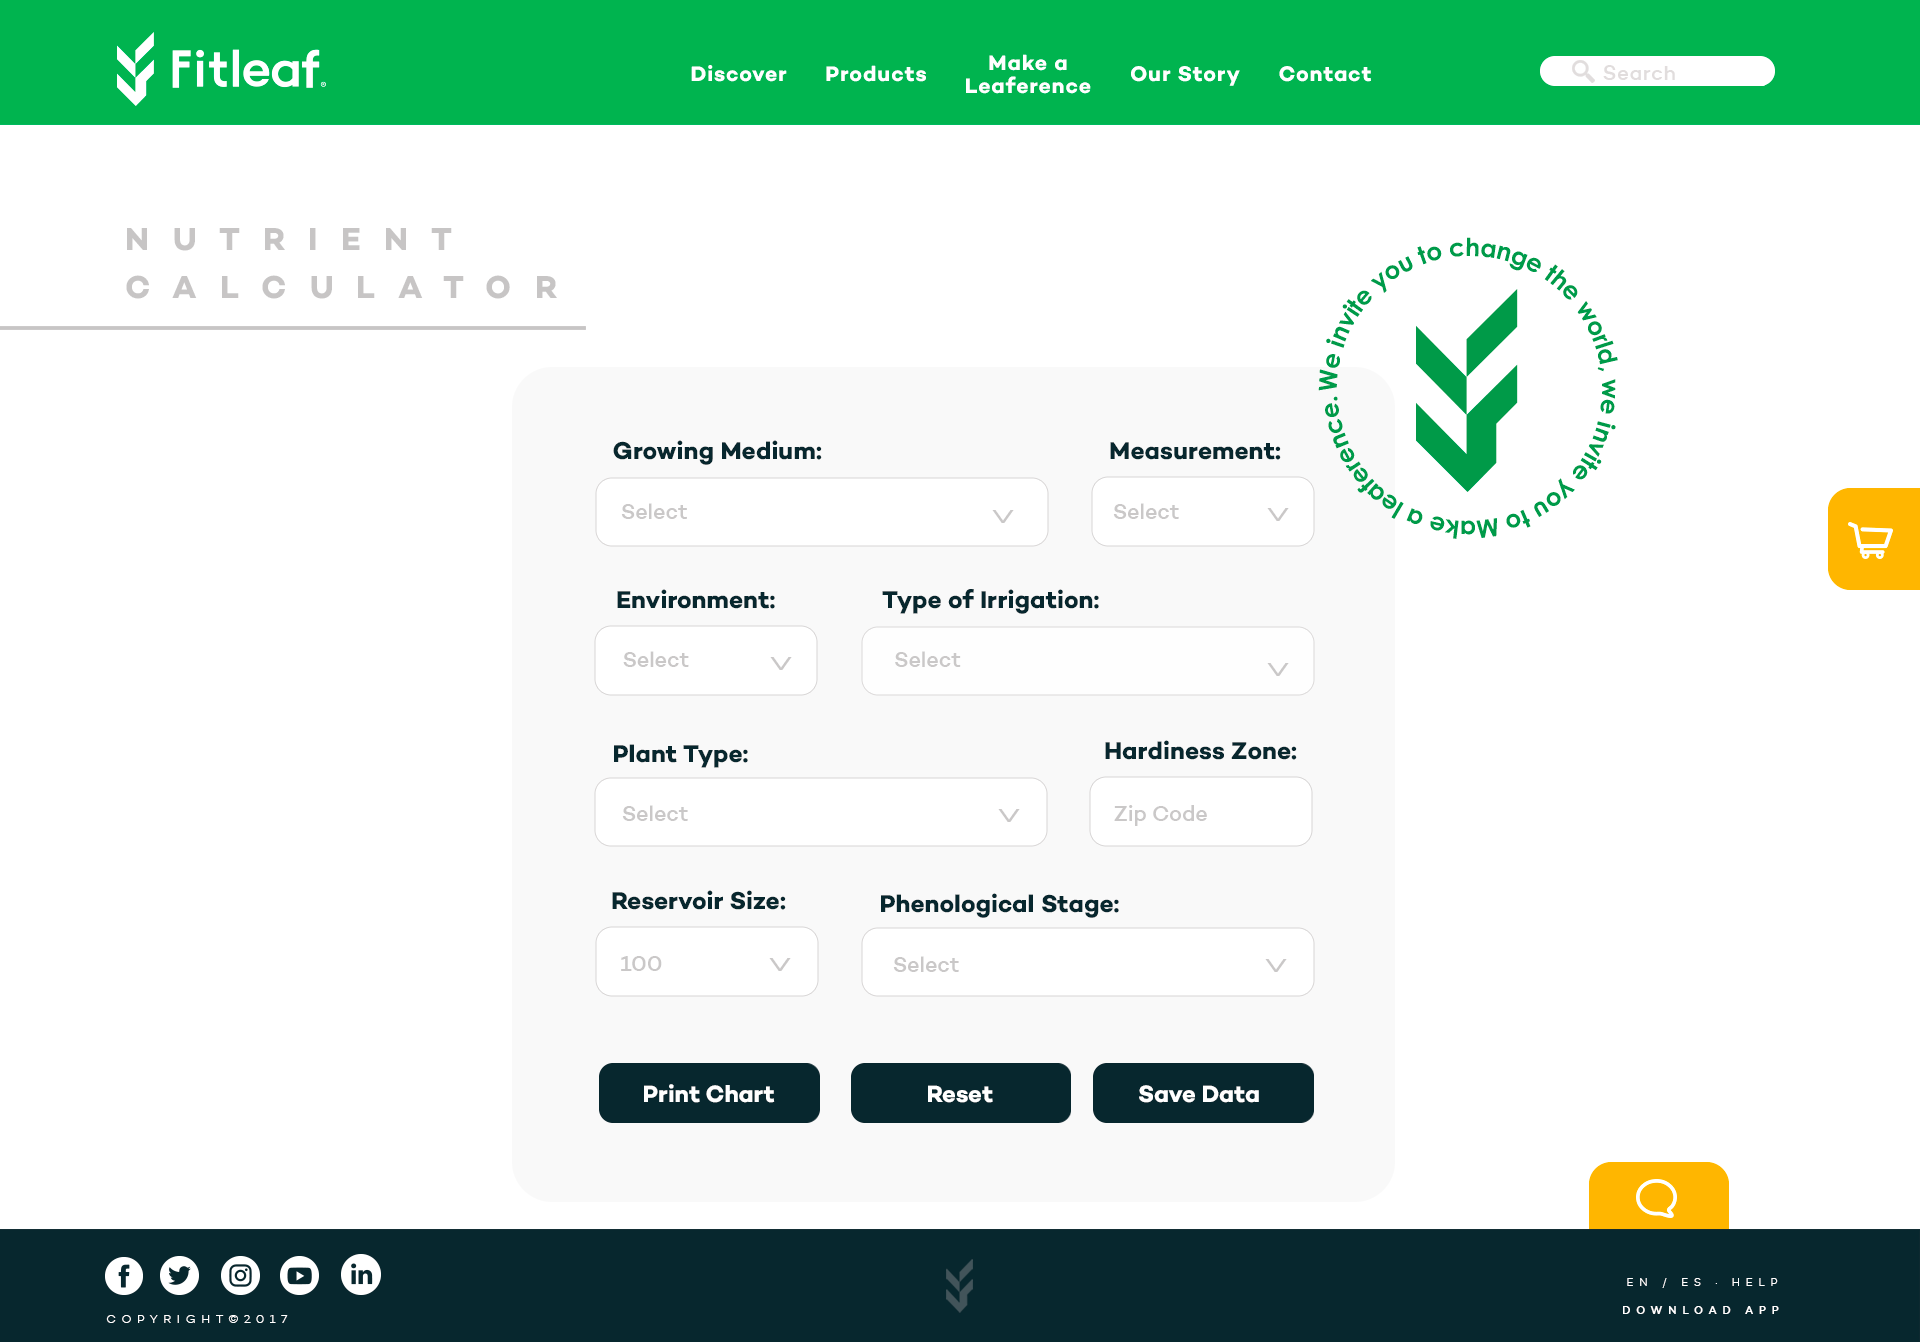 Fitleaf®
Discover
Products
Make a
Leaference
Our Story
Contact
Search
NUTRIENT
CALCULATOR
We invite you to change the world, we invite you to Make a leaference.
Growing Medium:
Measurement:
Select
Select
Environment:
Type of Irrigation:
Select
Select
Plant Type:
Hardiness Zone:
Select
Zip Code
Reservoir Size:
Phenological Stage:
100
Select
Print Chart
Reset
Save Data
COPYRIGHT©2017
EN / ES · HELP
DOWNLOAD APP